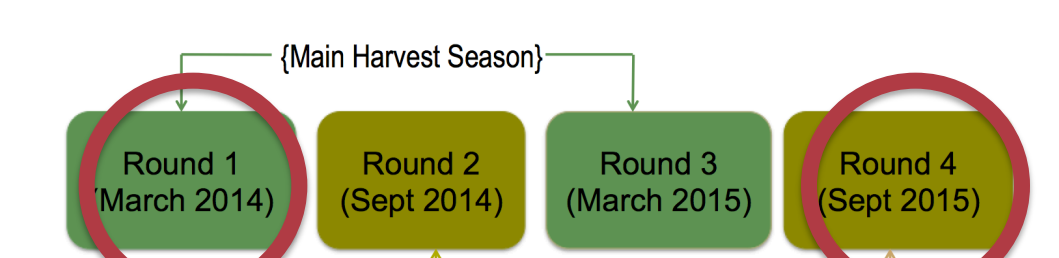 {Main Harvest Season}
Round 1
(March 2014)
Round 2
(Sept 2014)
Round 3
(March 2015)
Round 4
(Sept 2015)